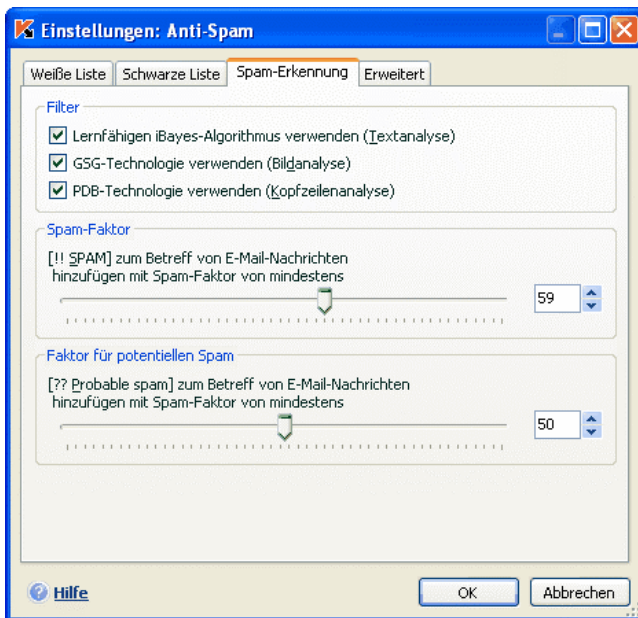 Einstellungen: Anti-Spam
Weiße Liste Schwarze Liste Spam-Erkennung Erweitert
Filter
Lernfähigen iBayes-Algorithmus verwenden (Textanalyse)
GSG-Technologie verwenden (Bildanalyse)
PDB-Technologie verwenden (Kopfzeilenanalyse)
Spam-Faktor
[!! SPAM] zum Betreff von E-Mail-Nachrichten
hinzufügen mit Spam-Faktor von mindestens
59
Faktor für potentiellen Spam
[?? Probable spam] zum Betreff von E-Mail-Nachrichten
hinzufügen mit Spam-Faktor von mindestens
50
Hilfe OK Abbrechen